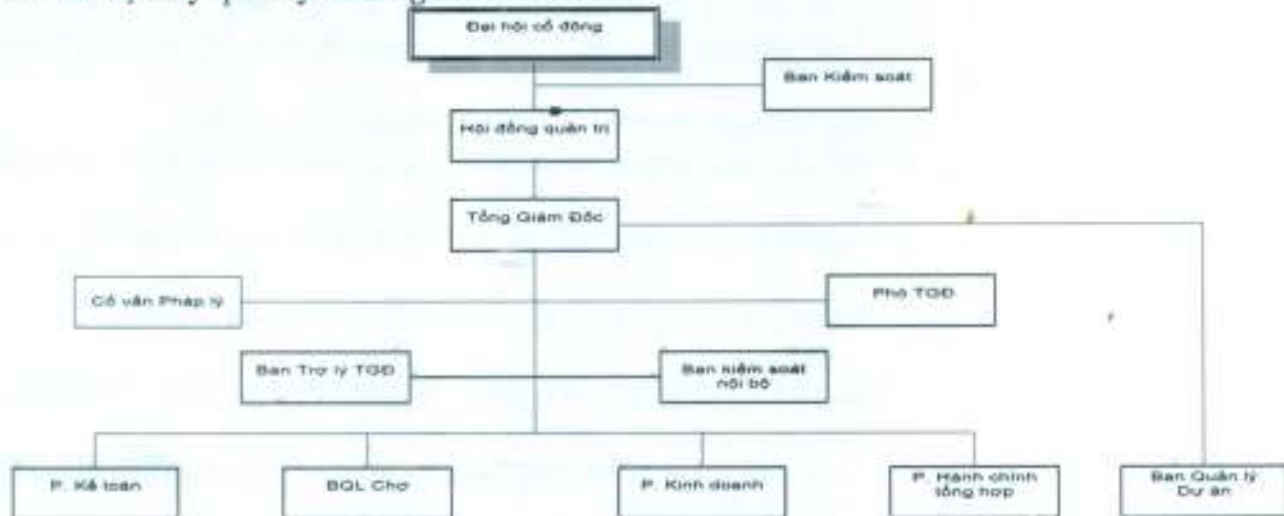 Đại hội cổ đông
Ban Kiểm soát
Hội đồng quản trị
Tổng Giám Đốc
Cố vấn Pháp lý
Phó TGĐ
Ban Trợ lý TGĐ
Ban kiểm soát
nội bộ
P. Kế toán
BQL Chợ
P. Kinh doanh
P. Hành chính
tổng hợp
Ban Quản lý
Dự án